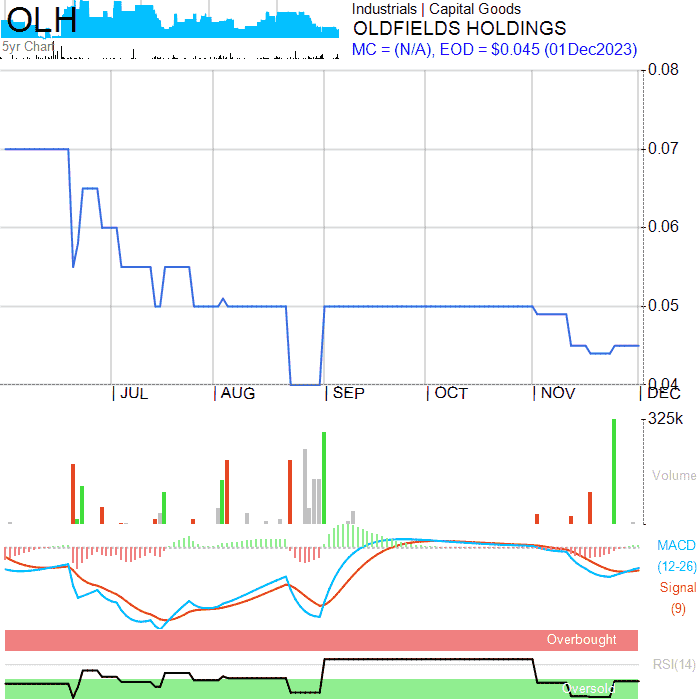 OLH
5yr Chart
Industrials | Capital Goods
OLDFIELDS HOLDINGS
MC = (N/A), EOD = $0.045 (01Dec2023)
0.08
0.07
0.06
0.05
0.04
JUL AUG SEP OCT NOV DEC
325k
Volume
MACD
(12-26)
Signal
(9)
Overbought
RSI(14)
Oversold